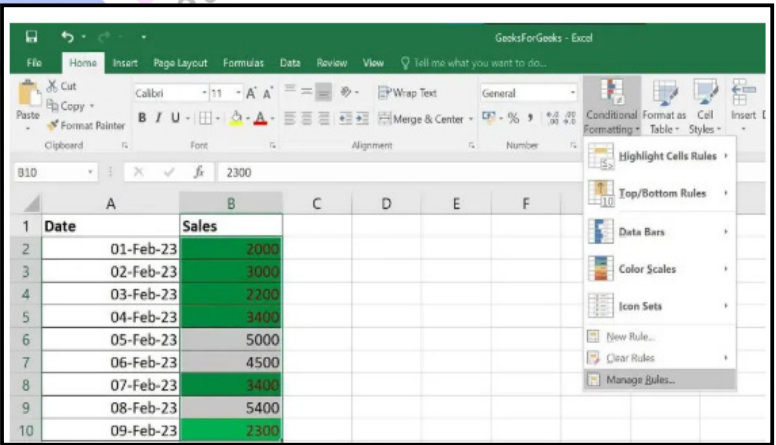 GeeksForGeeks - Excel
File Home Insert Page Layout Formulas Data Review View Tell me what you want to do...
Cut
Copy
Format Painter
Paste
Clipboard
Calibri 11 A A
B I U A
Font
Wrap Text
Merge & Center
Alignment
General
% , .0 .00 .00 .0
Number
Conditional Formatting
Format as Table
Cell Styles
Insert
Highlight Cells Rules
Top/Bottom Rules
Data Bars
Color Scales
Icon Sets
New Rule...
Clear Rules
Manage Rules...
B10 fx 2300
A B C D E F
1 Date Sales
2 01-Feb-23 2000
3 02-Feb-23 3000
4 03-Feb-23 2200
5 04-Feb-23 3400
6 05-Feb-23 5000
7 06-Feb-23 4500
8 07-Feb-23 3400
9 08-Feb-23 5400
10 09-Feb-23 2300